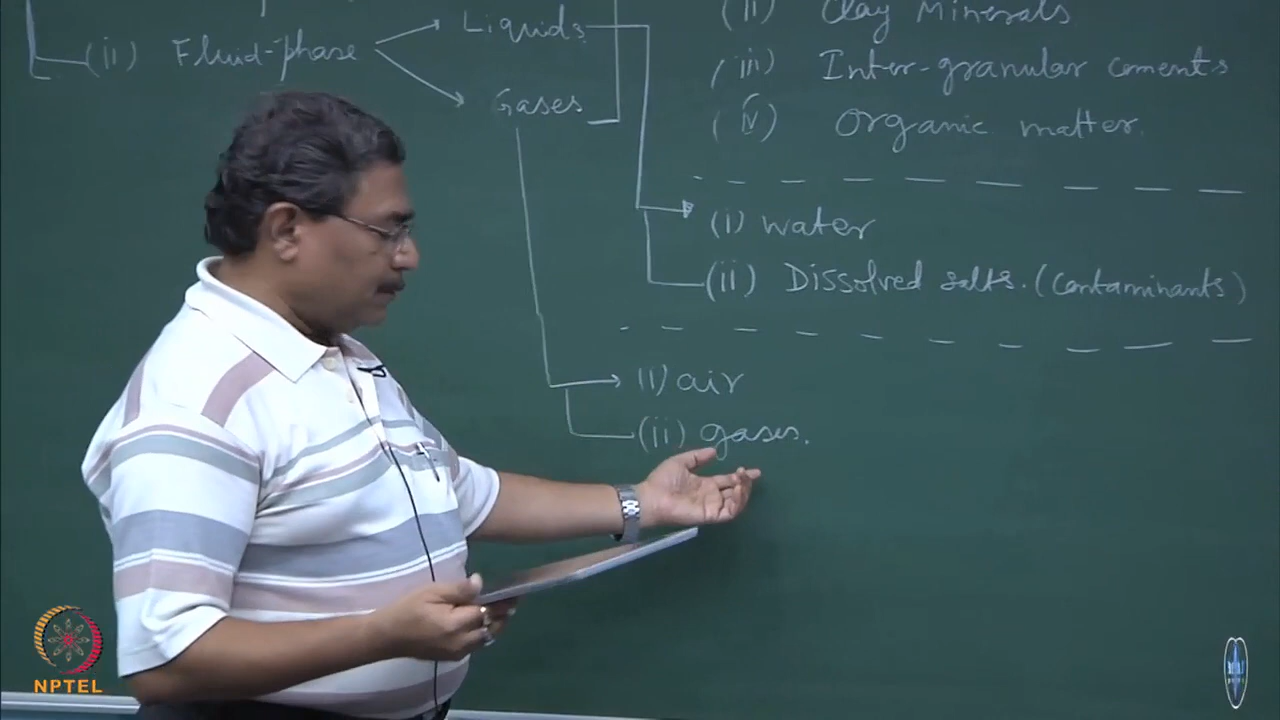 (ii) Fluid-phase
Liquids
Gases
(ii) Clay Minerals
(iii) Inter-granular cements
(iv) Organic matter.
(i) water
(ii) Dissolved salts. (Contaminants)
(i) air
(ii) gases.
NPTEL